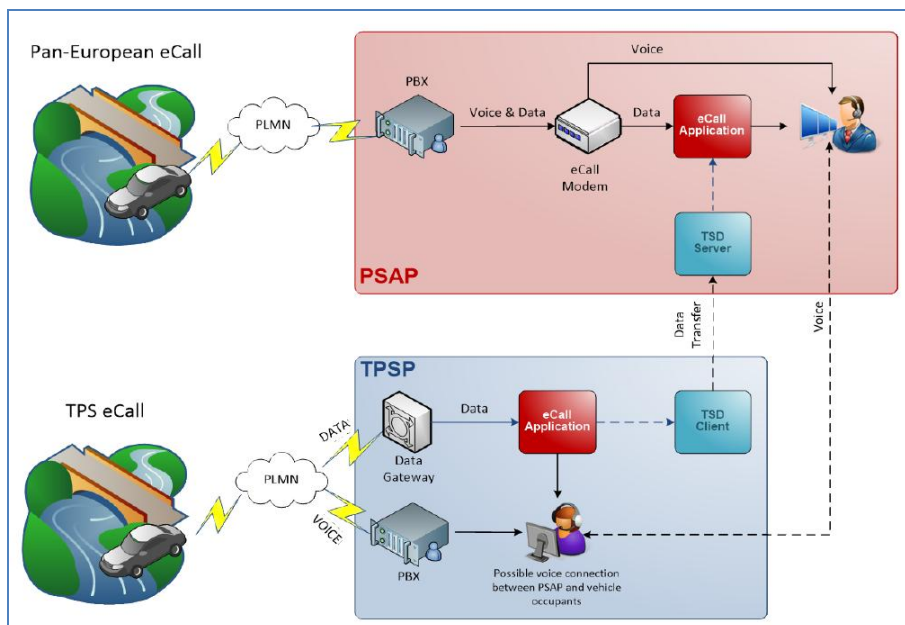 Pan-European eCall
PLMN
PBX
Voice & Data
eCall
Modem
Voice
Data
eCall
Application
TSD
Server
PSAP
Data
Transfer
Voice
TPS eCall
PLMN
DATA
VOICE
TPSP
Data
Gateway
Data
eCall
Application
TSD
Client
PBX
Possible voice connection
between PSAP and vehicle
occupants